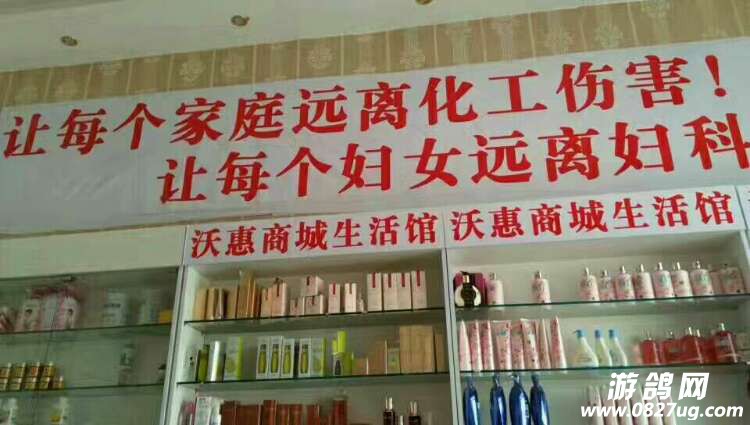 让每个家庭远离化工伤害！
让每个妇女远离妇科
沃惠商城生活馆
沃惠商城生活馆
游鸽网
www.0827ug.com